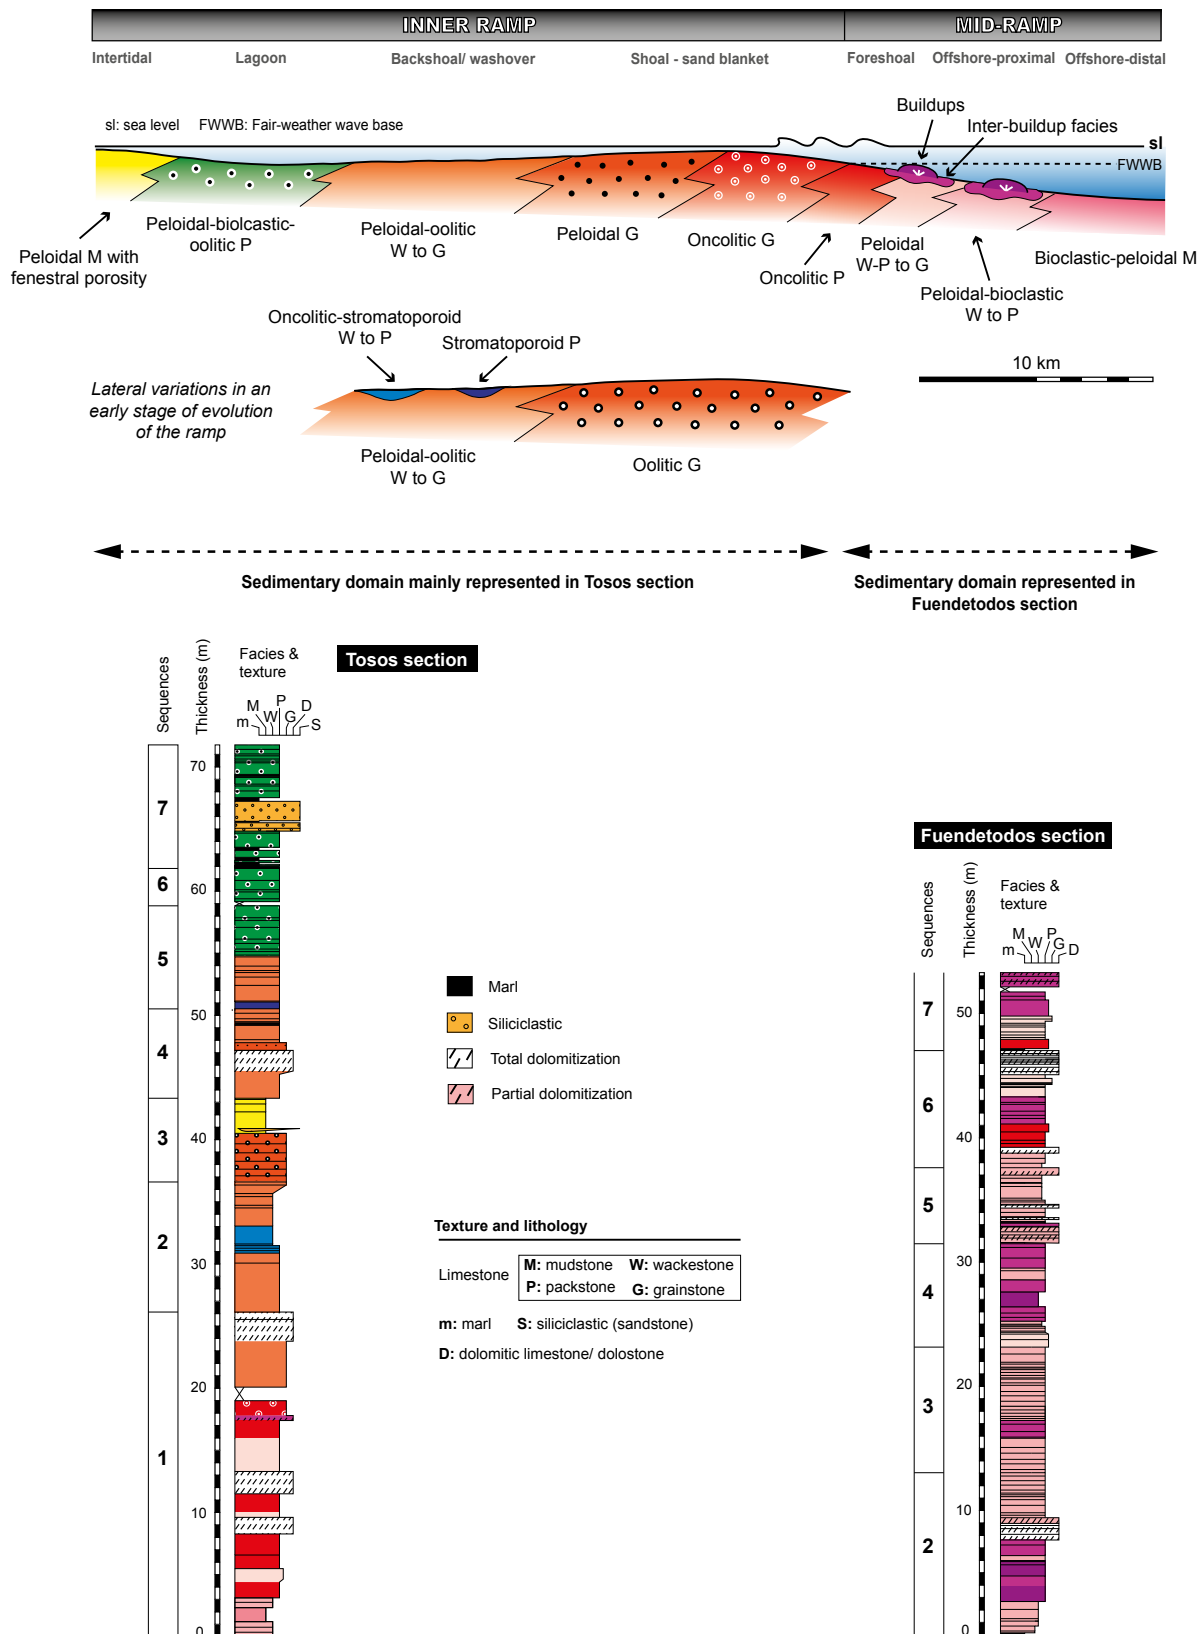 INNER RAMP
MID-RAMP
Intertidal
Lagoon
Backshoal/ washover
Shoal - sand blanket
Foreshoal
Offshore-proximal
Offshore-distal
Buildups
Inter-buildup facies
sl: sea level
FWWB: Fair-weather wave base
sl
FWWB
Peloidal M with
fenestral porosity
Peloidal-biolcastic-
oolitic P
Peloidal-oolitic
W to G
Peloidal G
Oncolitic G
Oncolitic P
Peloidal
W-P to G
Peloidal-bioclastic
W to P
Bioclastic-peloidal M
Oncolitic-stromatoporoid
W to P
Stromatoporoid P
10 km
Lateral variations in an
early stage of evolution
of the ramp
Peloidal-oolitic
W to G
Oolitic G
Sedimentary domain mainly represented in Tosos section
Sedimentary domain represented in
Fuendetodos section
Tosos section
Sequences
Thickness (m)
Facies &
texture
m
M
W
P
G
D
S
7
6
5
4
3
2
1
70
60
50
40
30
20
10
0
Marl
Siliciclastic
Total dolomitization
Partial dolomitization
Texture and lithology
Limestone
M: mudstone W: wackestone
P: packstone G: grainstone
m: marl S: siliciclastic (sandstone)
D: dolomitic limestone/ dolostone
Fuendetodos section
Sequences
Thickness (m)
Facies &
texture
m
M
W
P
G
D
7
6
5
4
3
2
50
40
30
20
10
0